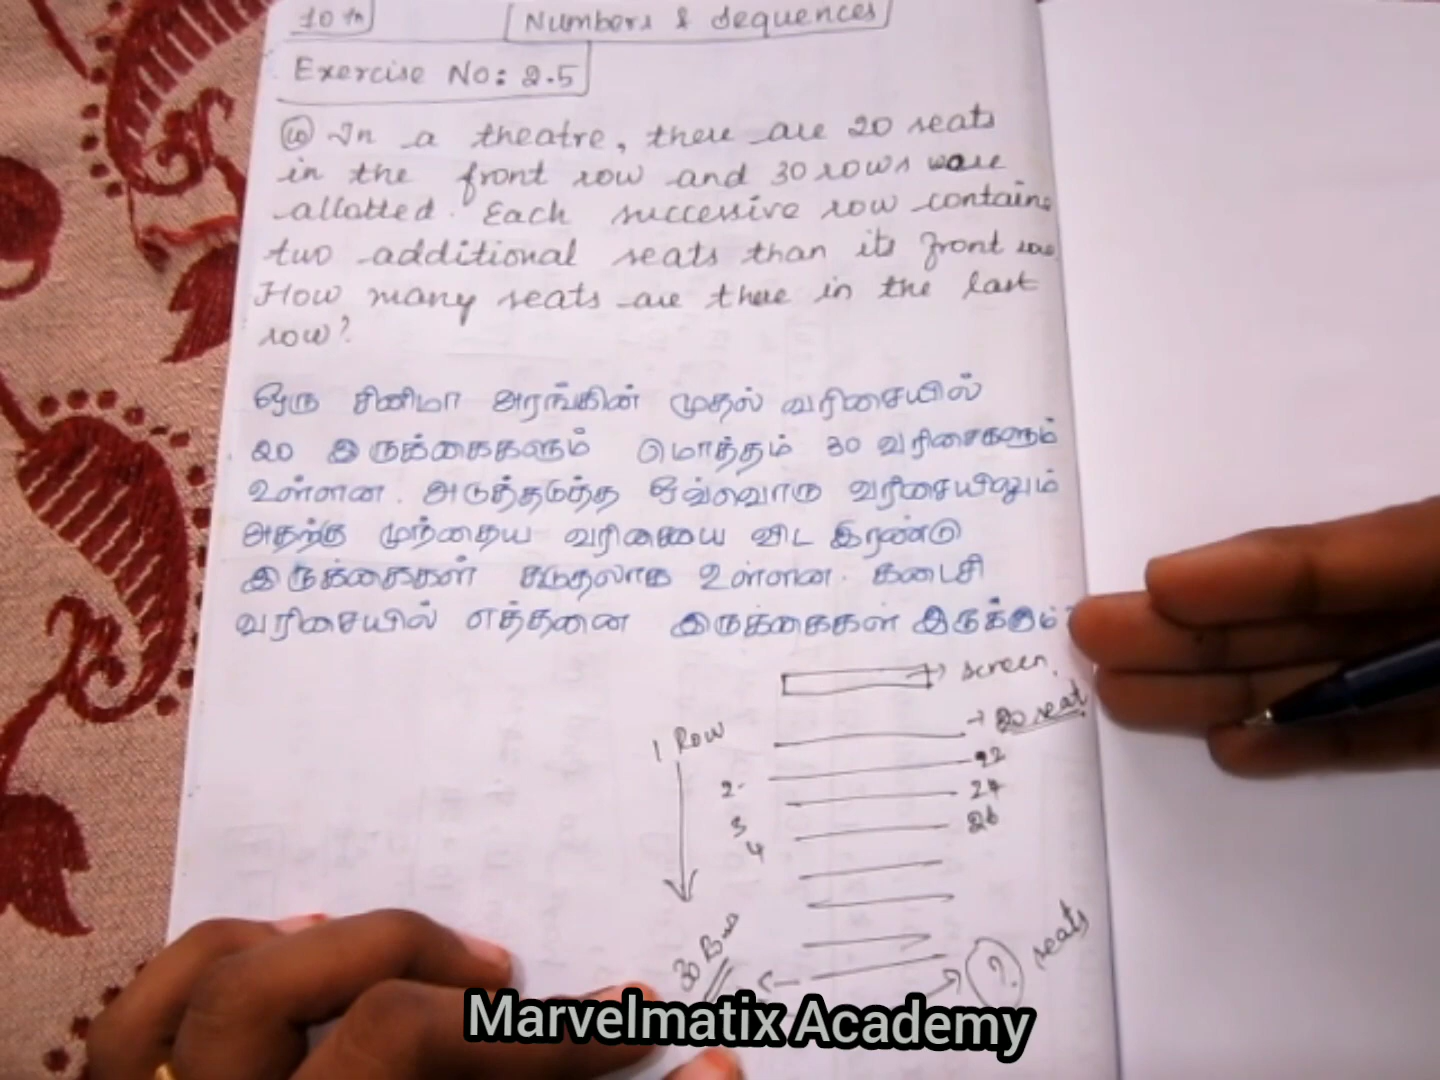 10th
Numbers & Sequences
Exercise No: 2.5
In a theatre, there are 20 seats
in the front row and 30 rows were
allotted. Each successive row contains
two additional seats than its front row
How many seats are there in the last
row?
ஒரு சினிமா அரங்கின் முதல் வரிசையில்
20 இருக்கைகளும் மொத்தம் 30 வரிசைகளும்
உள்ளன. அடுத்தடுத்த ஒவ்வொரு வரிசையிலும்
அதற்கு முந்தைய வரிசையை விட இரண்டு
இருக்கைகள் கூடுதலாக உள்ளன. கடைசி
வரிசையில் எத்தனை இருக்கைகள் இருக்கும்?
screen.
1 Row
20 seat
2
22
24
3
26
4
30
? seats
Marvelmatix Academy